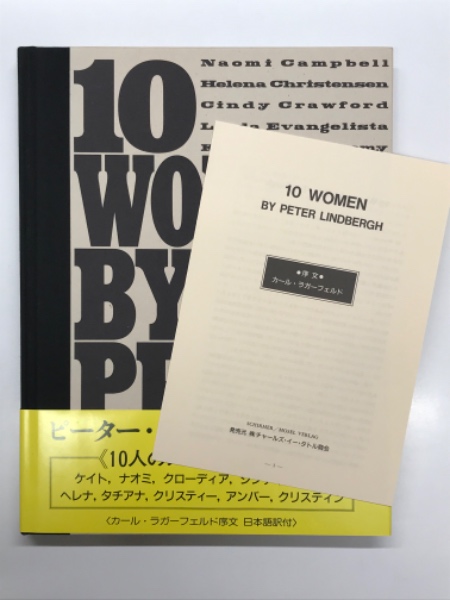 10
WO
BY
PE
Naomi Campbell
Helena Christensen
Cindy Crawford
Linda Evangelista
10 WOMEN
BY PETER LINDBERGH
●序 文●
カール・ラガーフェルド
SCHIRMER／MOSEL VERLAG
発売元 ㈱チャールズ・イー・タトル商会
— 1 —
ピーター・
《10人の
ケイト, ナオミ, クローディア,
ヘレナ, タチアナ, クリスティー, アンバー, クリスティン
〈カール・ラガーフェルド序文 日本語訳付〉